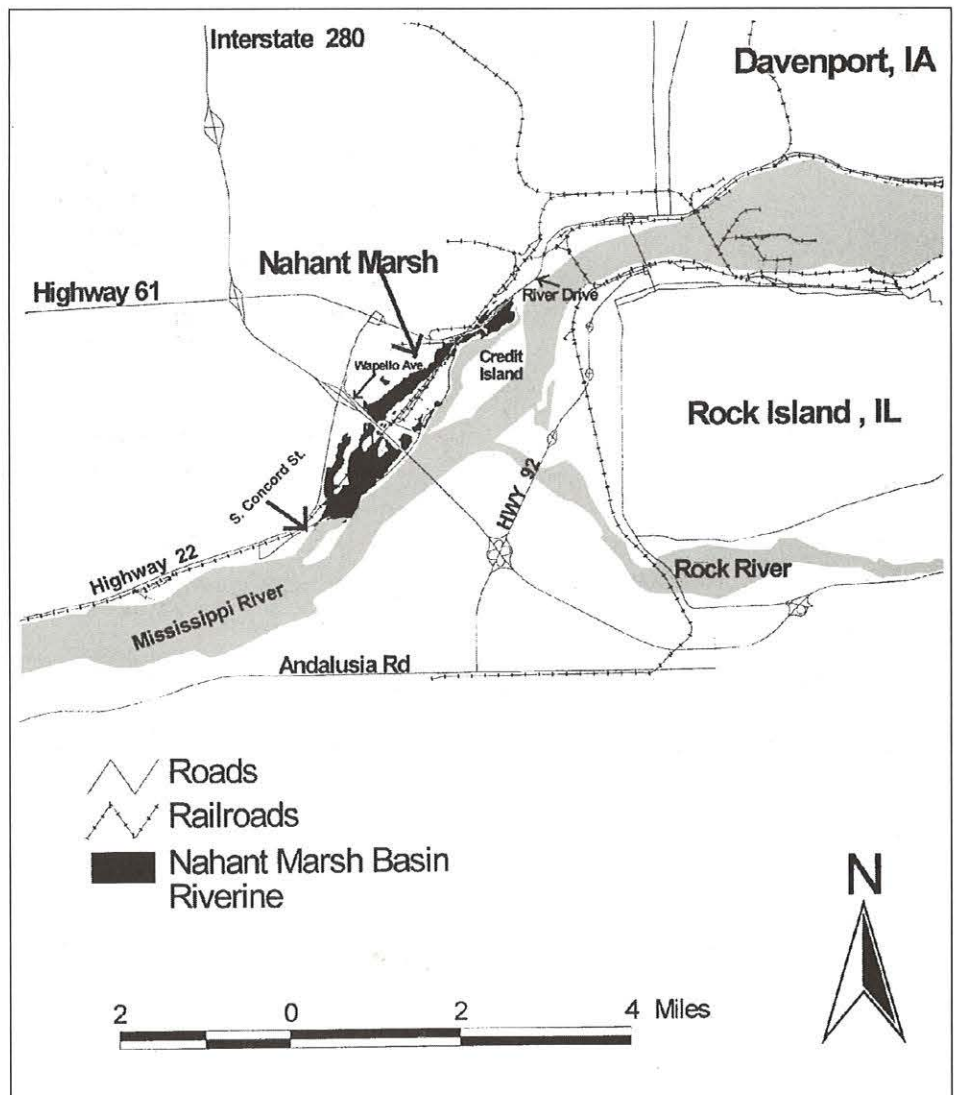 Interstate 280
Davenport, IA
Nahant Marsh
Highway 61
River Drive
Wapello Ave.
Credit
Island
Rock Island , IL
S. Concord St.
HWY 92
Highway 22
Rock River
Mississippi River
Andalusia Rd
Roads
Railroads
Nahant Marsh Basin
Riverine
N
2 0 2 4 Miles